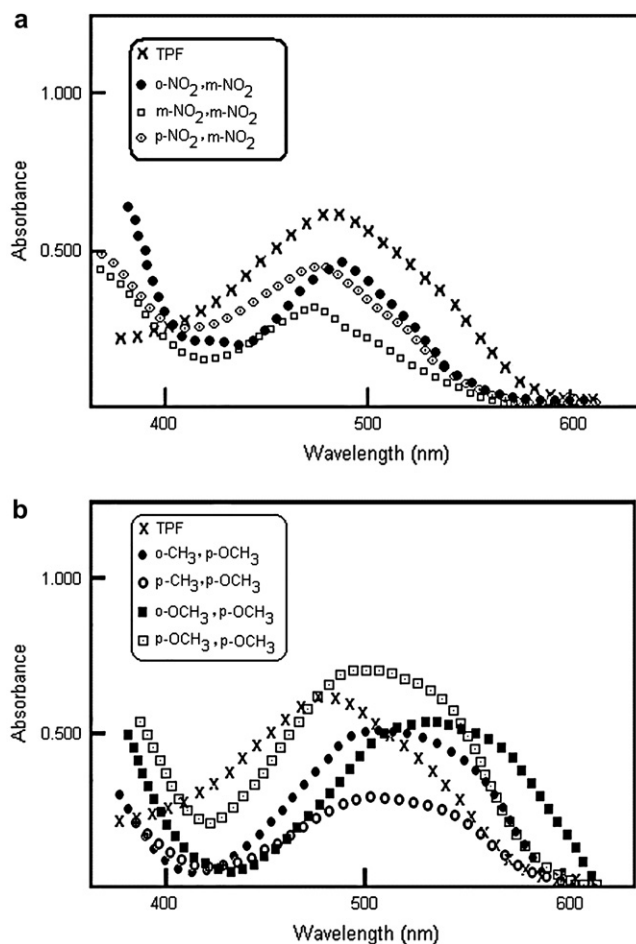 a
1.000
0.500
Absorbance
TPF
o-NO₂,m-NO₂
m-NO₂,m-NO₂
p-NO₂,m-NO₂
400
500
600
Wavelength (nm)
b
1.000
0.500
Absorbance
TPF
o-CH₃,p-OCH₃
p-CH₃,p-OCH₃
o-OCH₃,p-OCH₃
p-OCH₃,p-OCH₃
400
500
600
Wavelength (nm)